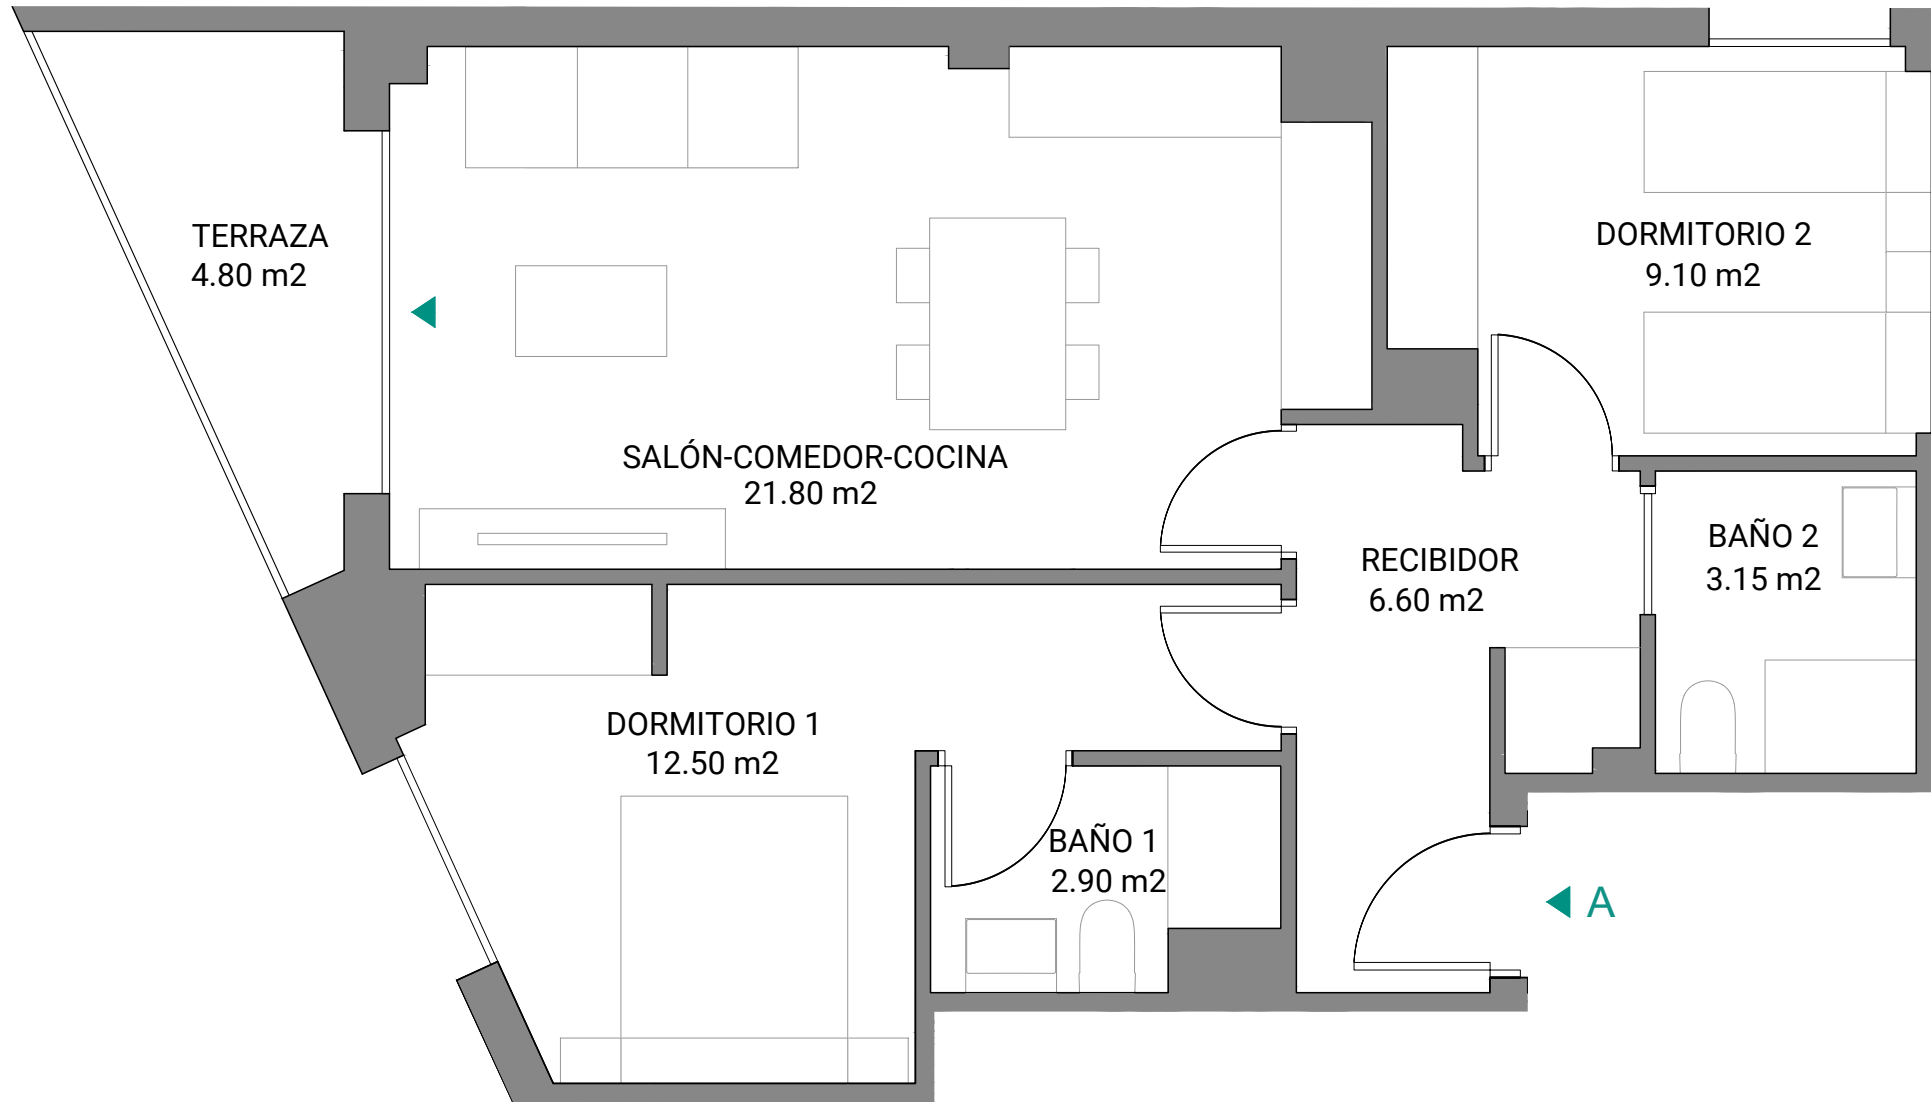 TERRAZA
4.80 m2
DORMITORIO 2
9.10 m2
SALÓN-COMEDOR-COCINA
21.80 m2
RECIBIDOR
6.60 m2
BAÑO 2
3.15 m2
DORMITORIO 1
12.50 m2
BAÑO 1
2.90 m2
A